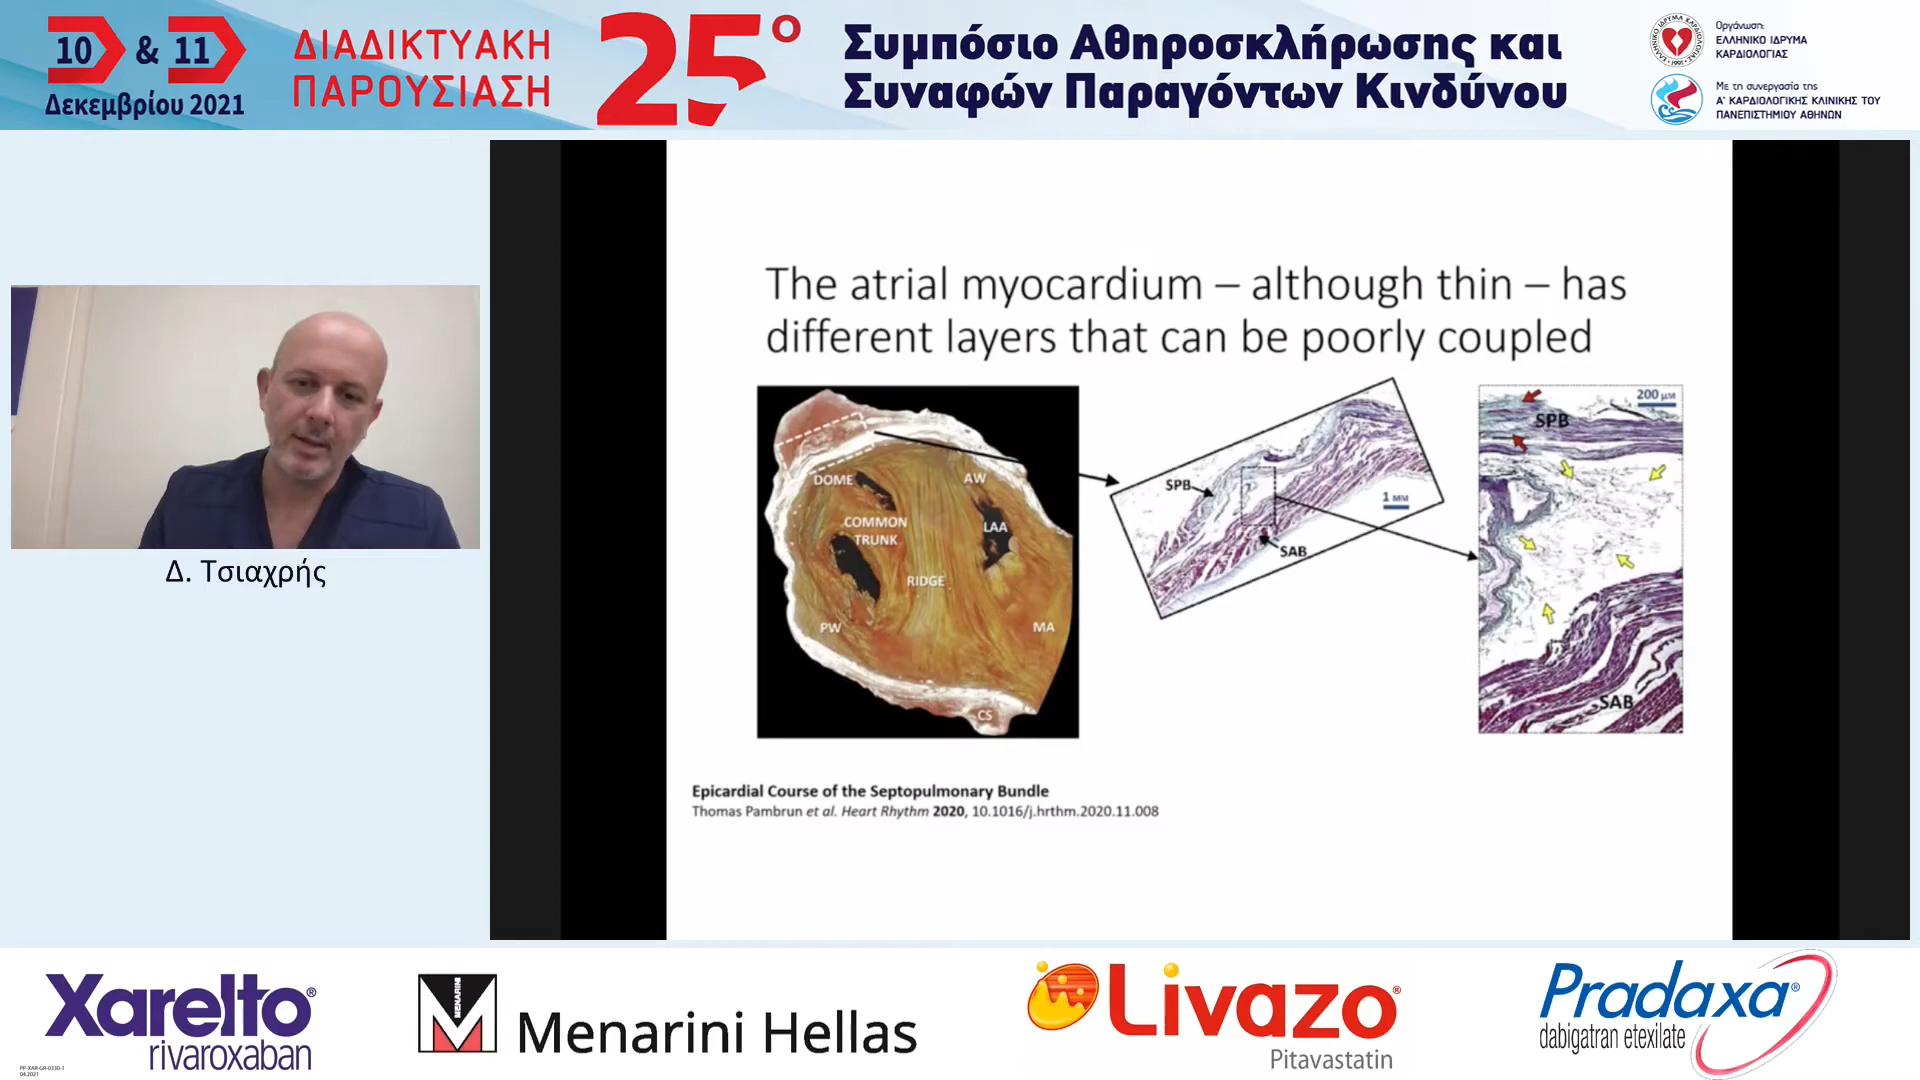 10 & 11
Δεκεμβρίου 2021
ΔΙΑΔΙΚΤΥΑΚΗ
ΠΑΡΟΥΣΙΑΣΗ
25ο
Συμπόσιο Αθηροσκλήρωσης και
Συναφών Παραγόντων Κινδύνου
Οργάνωση:
ΕΛΛΗΝΙΚΟ ΙΔΡΥΜΑ
ΚΑΡΔΙΟΛΟΓΙΑΣ
Με τη συνεργασία της
Α' ΚΑΡΔΙΟΛΟΓΙΚΗΣ ΚΛΙΝΙΚΗΣ ΤΟΥ
ΠΑΝΕΠΙΣΤΗΜΙΟΥ ΑΘΗΝΩΝ
Δ. Τσιαχρής
The atrial myocardium – although thin – has
different layers that can be poorly coupled
DOME
AW
COMMON
TRUNK
LAA
RIDGE
PW
MA
CS
SPB
1 мм
SAB
200 μм
SPB
SAB
Epicardial Course of the Septopulmonary Bundle
Thomas Pambrun et al. Heart Rhythm 2020, 10.1016/j.hrthm.2020.11.008
Xarelto®
rivaroxaban
PP-XAR-GR-0330-1
04.2021
MENARINI
Menarini Hellas
Livazo®
Pitavastatin
Pradaxa®
dabigatran etexilate